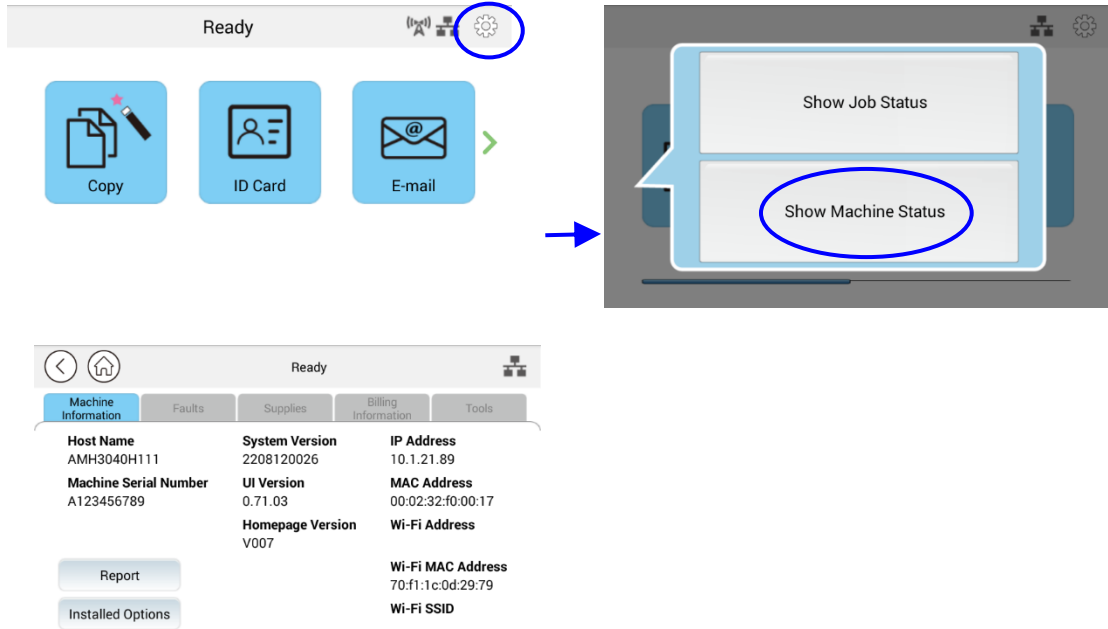 Ready
Copy
ID Card
E-mail
Show Job Status
Show Machine Status
Ready
Machine
Information
Faults
Supplies
Billing
Information
Tools
Host Name
AMH3040H111
Machine Serial Number
A123456789
Report
Installed Options
System Version
2208120026
UI Version
0.71.03
Homepage Version
V007
IP Address
10.1.21.89
MAC Address
00:02:32:f0:00:17
Wi-Fi Address
Wi-Fi MAC Address
70:f1:1c:0d:29:79
Wi-Fi SSID